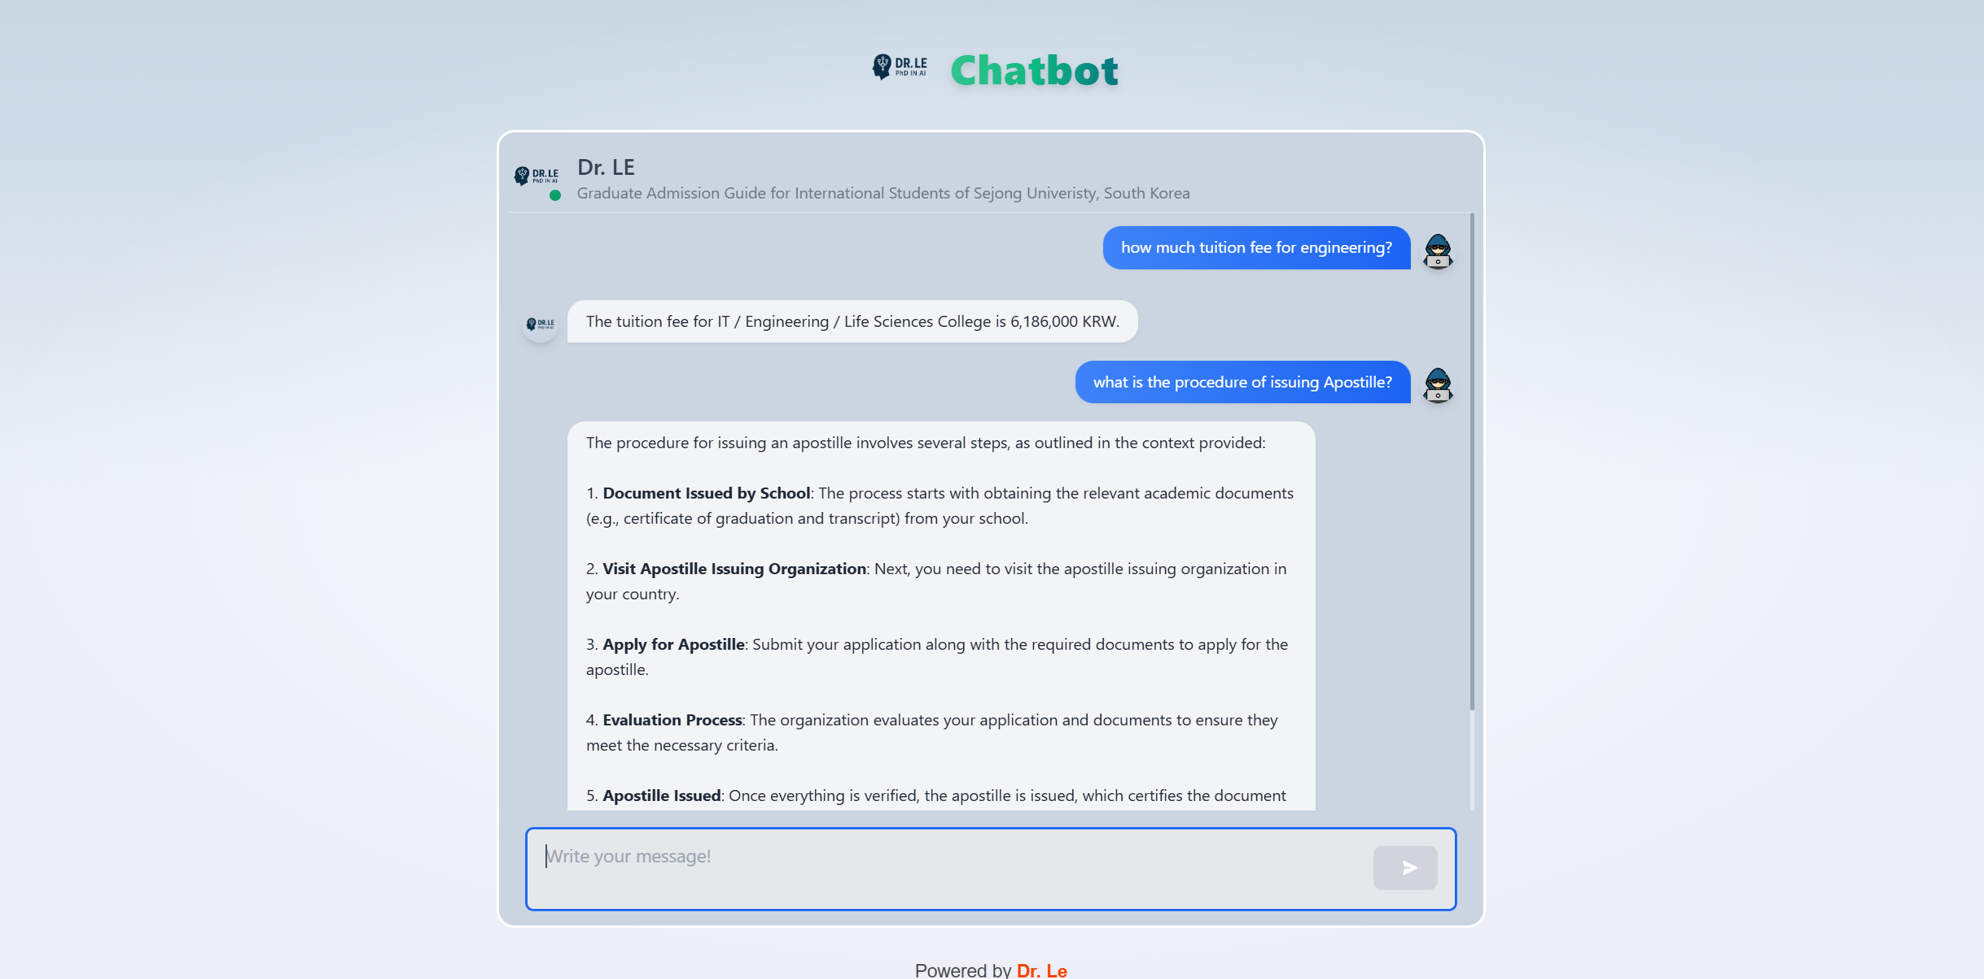 DR.LE
PhD IN AI
Chatbot
DR.LE
PhD IN AI
Dr. LE
Graduate Admission Guide for International Students of Sejong Univeristy, South Korea
how much tuition fee for engineering?
DR.LE
PhD IN AI
The tuition fee for IT / Engineering / Life Sciences College is 6,186,000 KRW.
what is the procedure of issuing Apostille?
The procedure for issuing an apostille involves several steps, as outlined in the context provided:
1. Document Issued by School: The process starts with obtaining the relevant academic documents
(e.g., certificate of graduation and transcript) from your school.
2. Visit Apostille Issuing Organization: Next, you need to visit the apostille issuing organization in
your country.
3. Apply for Apostille: Submit your application along with the required documents to apply for the
apostille.
4. Evaluation Process: The organization evaluates your application and documents to ensure they
meet the necessary criteria.
5. Apostille Issued: Once everything is verified, the apostille is issued, which certifies the document
Write your message!
Powered by Dr. Le